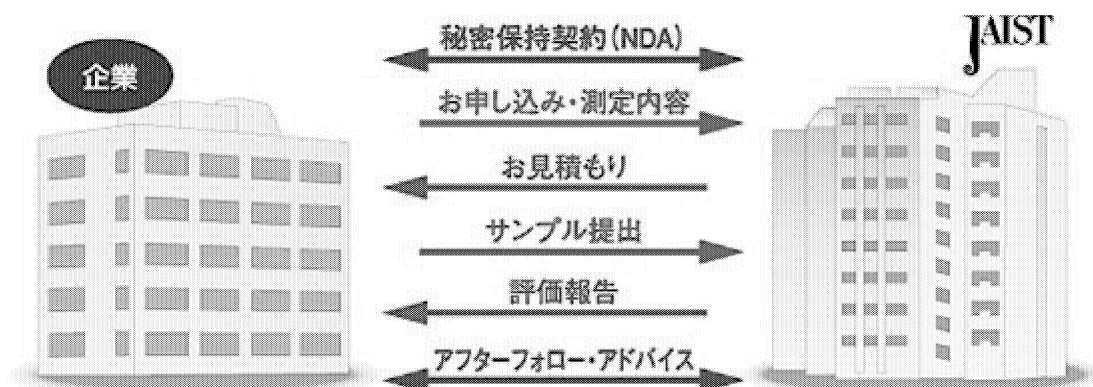 秘密保持契約(NDA)
JAIST
企業
お申し込み・測定内容
お見積もり
サンプル提出
評価報告
アフターフォロー・アドバイス